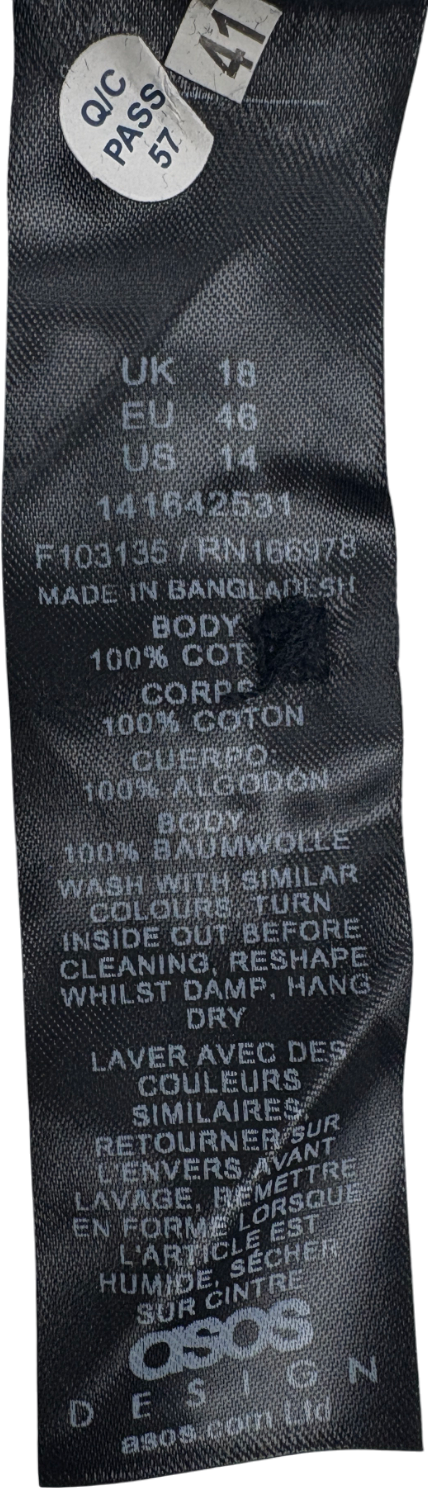 41
Q/C
PASS
57
UK 18
EU 46
US 14
141642531
F103135 / RN166978
MADE IN BANGLADESH
BODY
100% COT
CORPS
100% COTON
CUERPO:
100% ALGODÓN
BODY
100% BAUMWOLLE
WASH WITH SIMILAR
COLOURS, TURN
INSIDE OUT BEFORE
CLEANING, RESHAPE
WHILST DAMP, HANG
DRY
LAVER AVEC DES
COULEURS
SIMILAIRES,
RETOURNER SUR
L'ENVERS AVANT
LAVAGE, REMETTRE
EN FORME LORSQUE
L'ARTICLE EST
HUMIDE, SÉCHER
SUR CINTRE
asos
DESIGN
asos.com Ltd